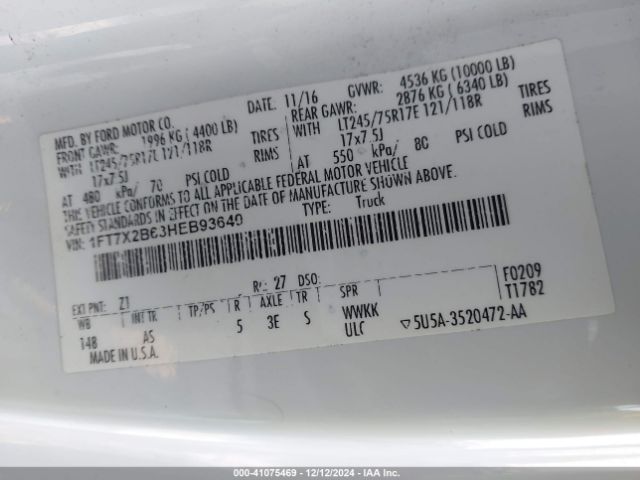 MFD. BY FORD MOTOR CO.
DATE: 11/16 GVWR: 4536 KG (10000 LB)
FRONT GAWR: 1996 KG (4400 LB) REAR GAWR: 2876 KG (6340 LB)
WITH LT245/75R17E 121/118R TIRES WITH LT245/75R17E 121/118R TIRES
17x7.5J RIMS 17x7.5J RIMS
AT 480 kPa/ 70 PSI COLD AT 550 kPa/ 80 PSI COLD
THIS VEHICLE CONFORMS TO ALL APPLICABLE FEDERAL MOTOR VEHICLE
SAFETY STANDARDS IN EFFECT ON THE DATE OF MANUFACTURE SHOWN ABOVE.
VIN: 1FT7X2B63HEB93640 TYPE: Truck
F0209
T1782
EXT PNT: Z1 RC: 27 DSO:
WB INT TR TP/PS R AXLE TR SPR
148 AS 5 3E S WWKK
ULC
MADE IN U.S.A. ▽5U5A-3520472-AA
000-41075469 - 12/12/2024 - IAA, Inc.